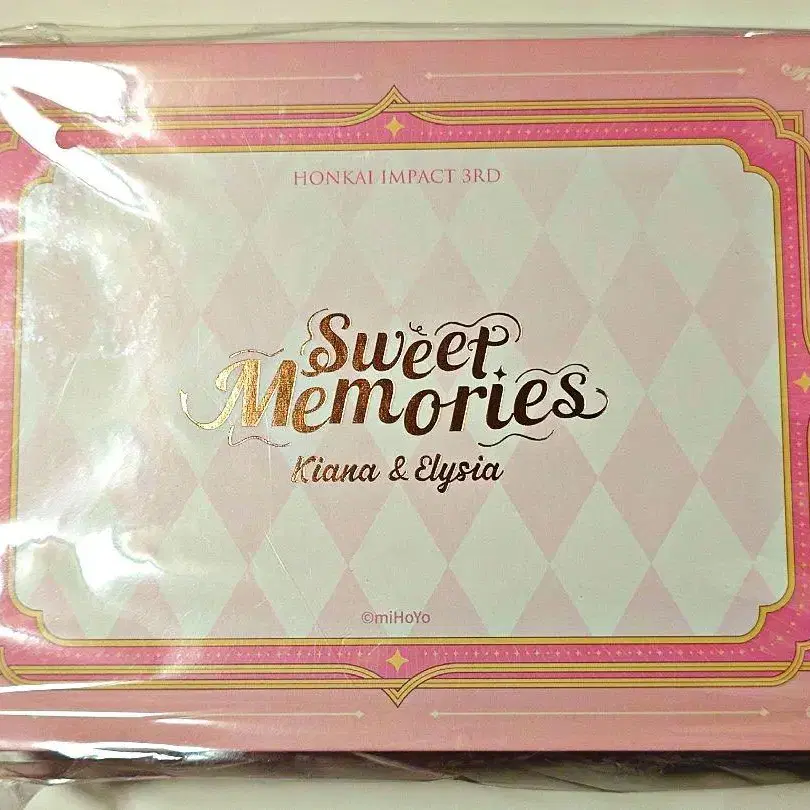 HONKAI IMPACT 3RD
Sweet
Memories
Kiana & Elysia
©miHoYo